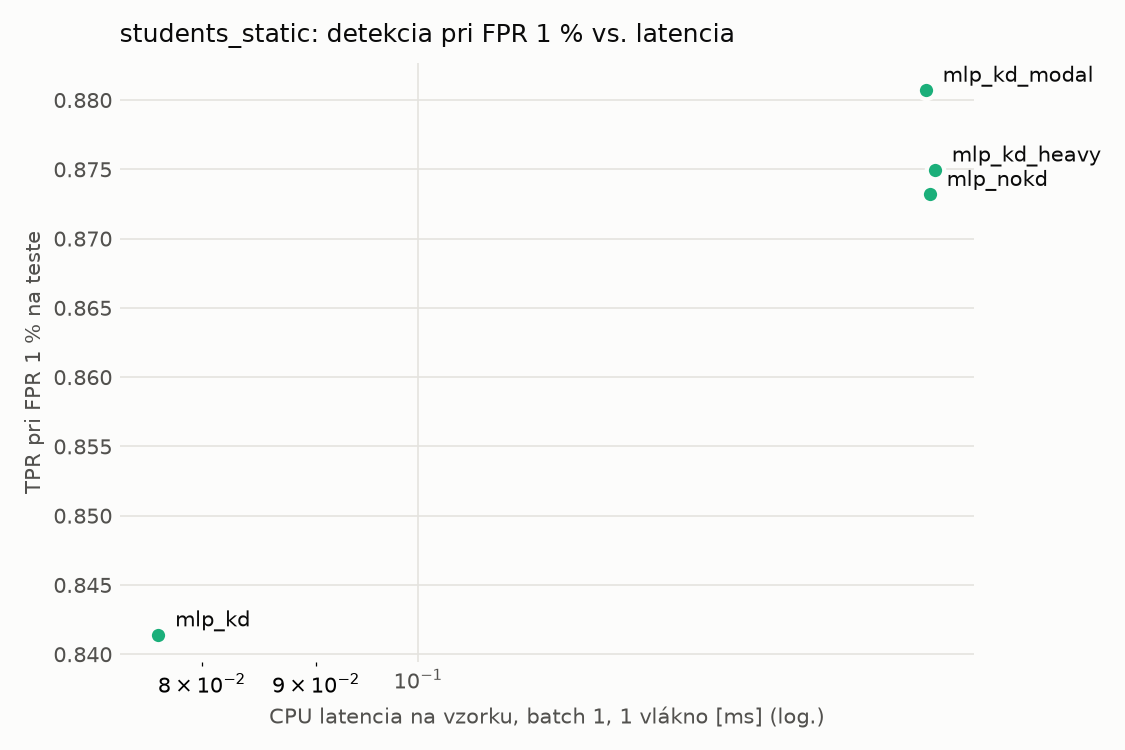 students_static: detekcia pri FPR 1 % vs. latencia
mlp_kd_modal
0.880
mlp_kd_heavy
0.875
mlp_nokd
0.870
0.865
0.860
0.855
0.850
0.845
mlp_kd
0.840
TPR pri FPR 1 % na teste
8 × 10⁻² 9 × 10⁻² 10⁻¹
CPU latencia na vzorku, batch 1, 1 vlákno [ms] (log.)